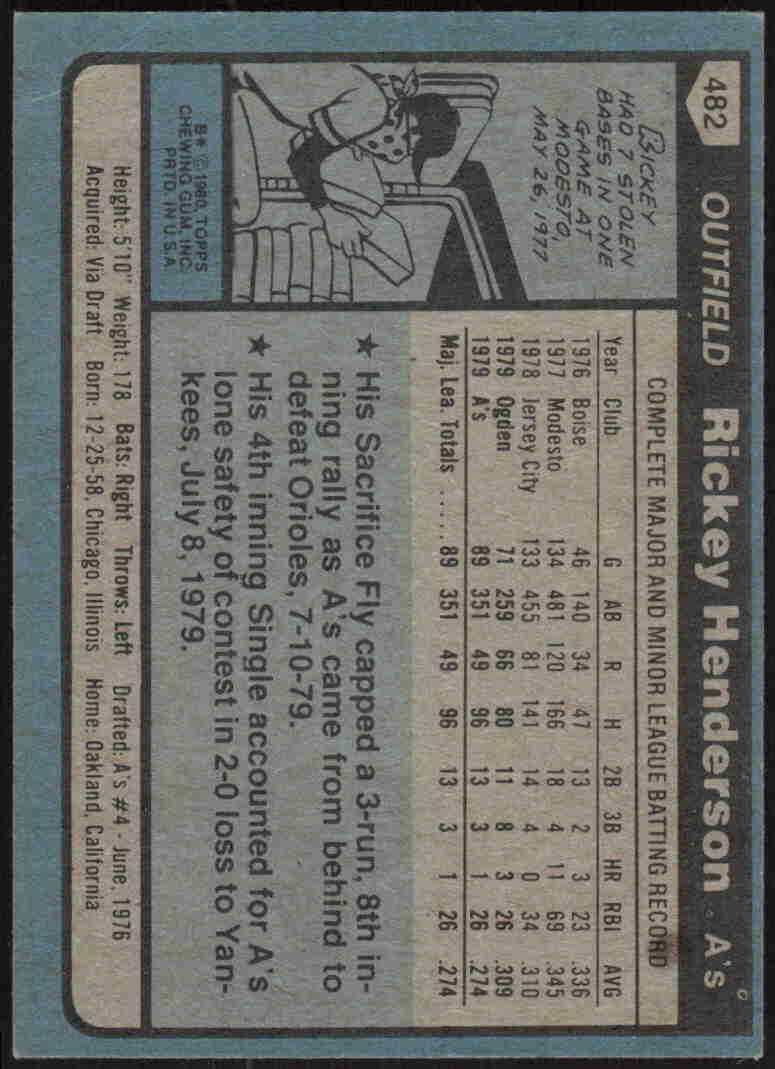 482 OUTFIELD Rickey Henderson A's
RICKEY
HAD 7 STOLEN
BASES IN ONE
GAME AT
MODESTO,
MAY 26, 1977
B* © 1980 TOPPS
CHEWING GUM, INC.
PRTD. IN U.S.A.
COMPLETE MAJOR AND MINOR LEAGUE BATTING RECORD
Year Club G AB R H 2B 3B HR RBI AVG
1976 Boise 46 140 34 47 13 2 3 23 .336
1977 Modesto 134 481 120 166 18 4 11 69 .345
1978 Jersey City 133 455 81 141 14 4 0 34 .310
1979 Ogden 71 259 66 80 11 8 3 26 .309
1979 A's 89 351 49 96 13 3 1 26 .274
Maj. Lea. Totals ..... 89 351 49 96 13 3 1 26 .274
★ His Sacrifice Fly capped a 3-run, 8th in-
ning rally as A's came from behind to
defeat Orioles, 7-10-79.
★ His 4th inning Single accounted for A's
lone safety of contest in 2-0 loss to Yan-
kees, July 8, 1979.
Height: 5'10" Weight: 178 Bats: Right Throws: Left Drafted: A's #4 - June, 1976
Acquired: Via Draft Born: 12-25-58, Chicago, Illinois Home: Oakland, California